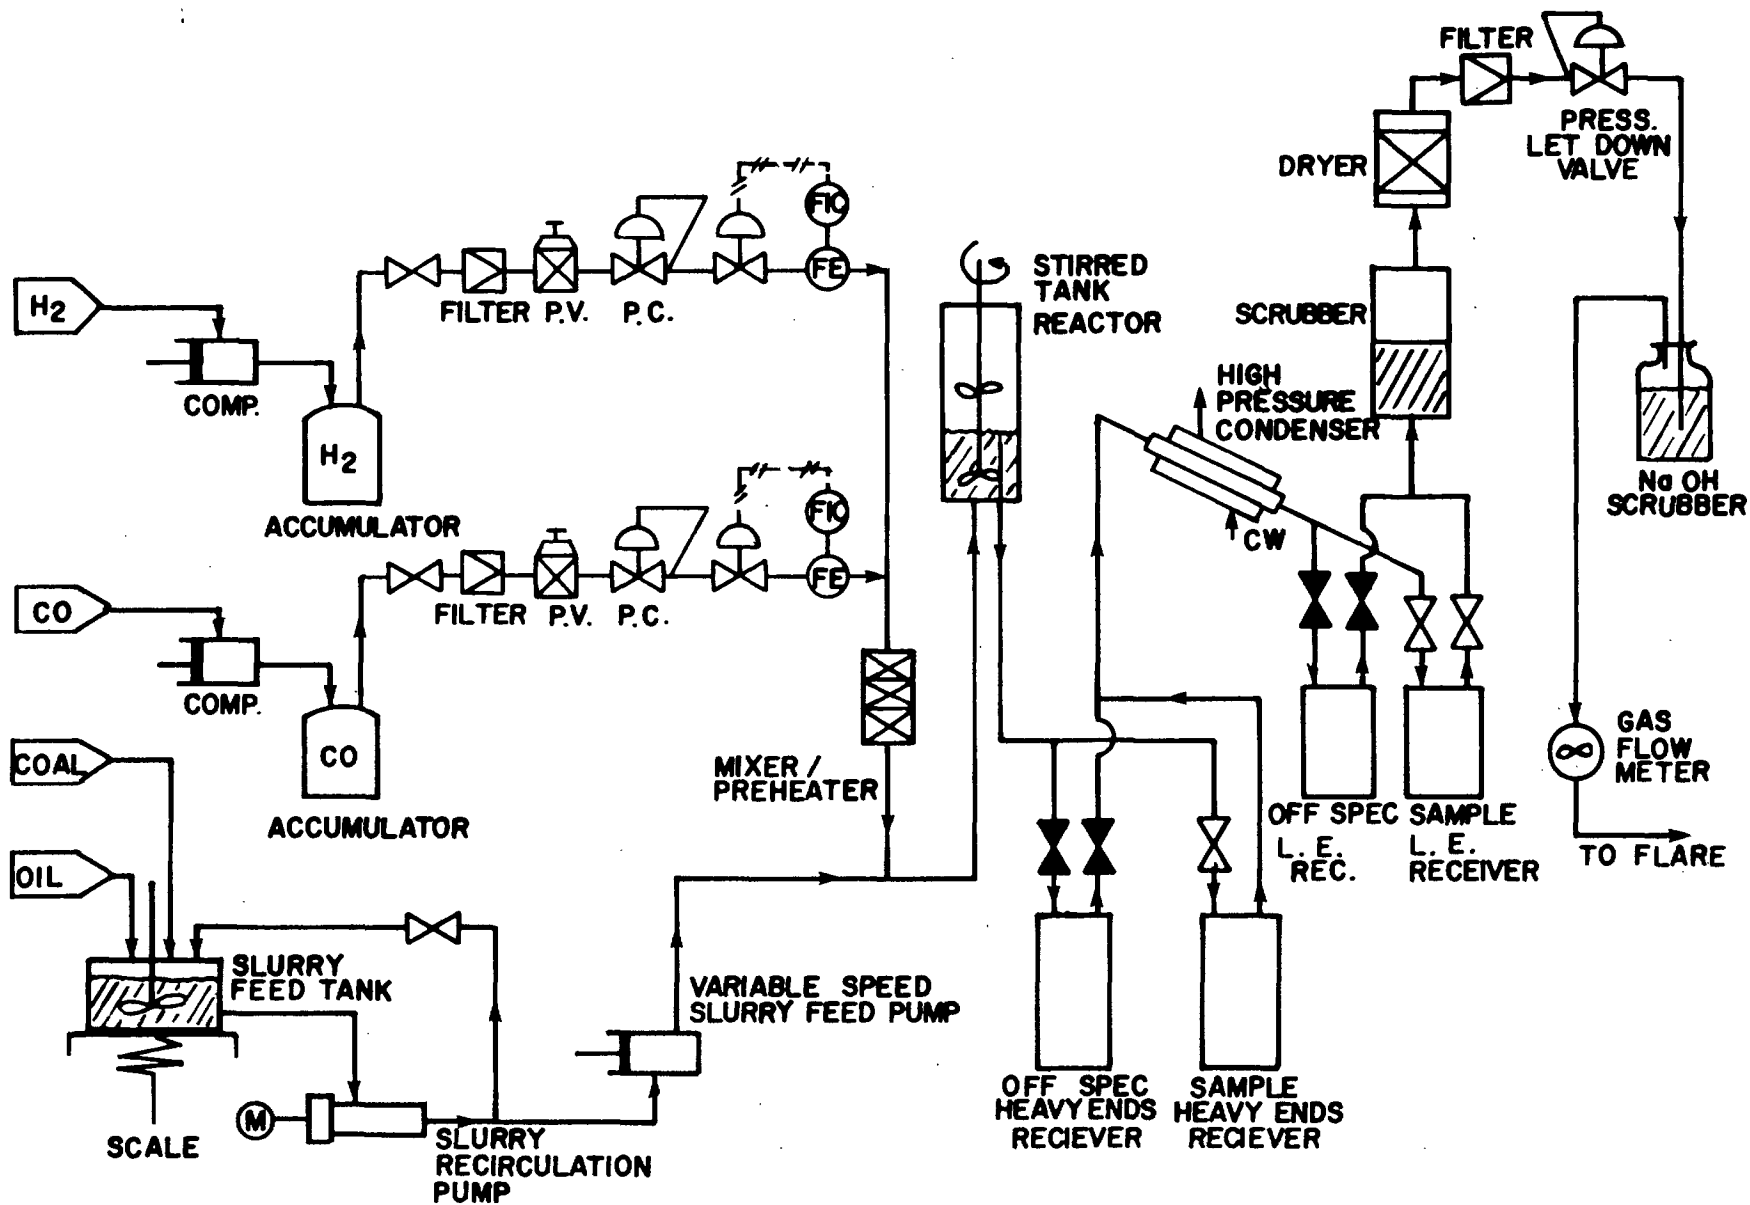 FILTER
PRESS.
LET DOWN
VALVE
DRYER
FIC
H2
FE
FILTER P.V. P.C.
STIRRED
TANK
REACTOR
SCRUBBER
COMP.
HIGH
PRESSURE
CONDENSER
H2
ACCUMULATOR
Na OH
SCRUBBER
FIC
CW
CO
FE
FILTER P.V. P.C.
COMP.
CO
COAL
MIXER /
PREHEATER
GAS
FLOW
METER
ACCUMULATOR
OFF SPEC
L. E.
REC.
SAMPLE
L. E.
RECEIVER
TO FLARE
OIL
SLURRY
FEED TANK
VARIABLE SPEED
SLURRY FEED PUMP
OFF SPEC
HEAVY ENDS
RECIEVER
SAMPLE
HEAVY ENDS
RECIEVER
M
SCALE
SLURRY
RECIRCULATION
PUMP